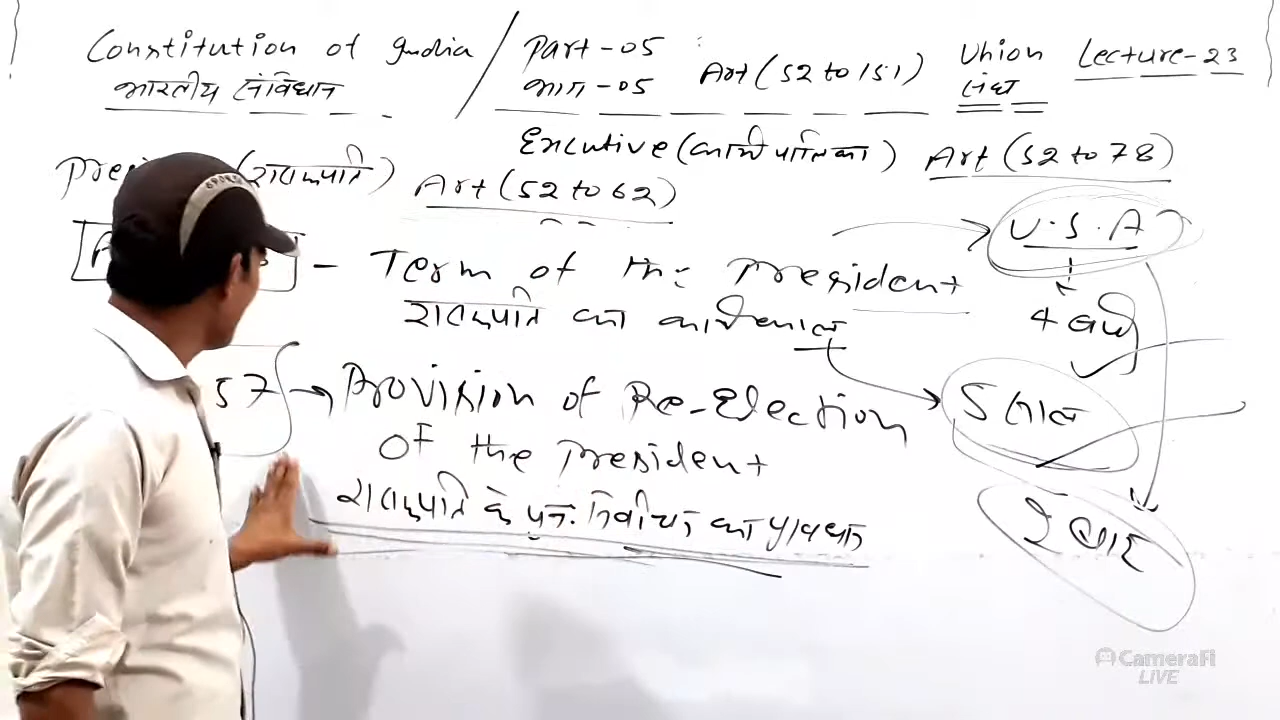 Constitution of India / Part-05 Art (52 to 151) Union Lecture-23
भारतीय संविधान भाग-05 संघ
Executive (कार्यपालिका) Art (52 to 78)
(राष्ट्रपति) Art (52 to 62)
U.S.A
- Term of the President
राष्ट्रपति का कार्यकाल
4 वर्ष
57 → Provision of Re-Election
5 साल
of the President
राष्ट्रपति के पुनः निर्वाचन का प्रावधान
2 बार
SPORTS
CameraFi
LIVE